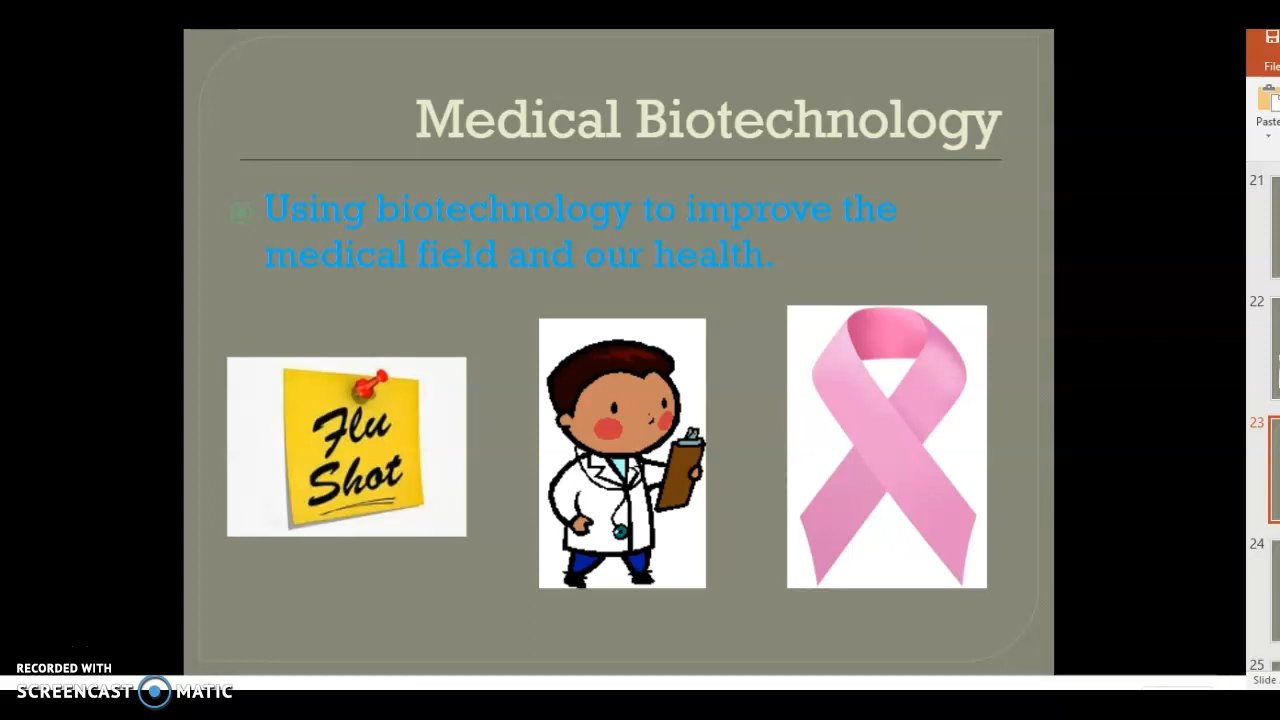 Medical Biotechnology
Using biotechnology to improve the
medical field and our health.
Flu
Shot
File
Paste
21
22
23
24
25
Slide
RECORDED WITH
SCREENCAST MATIC